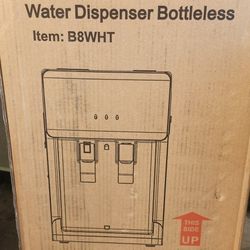 Water Dispenser Bottleless
Item: B8WHT
THIS SIDE
UP